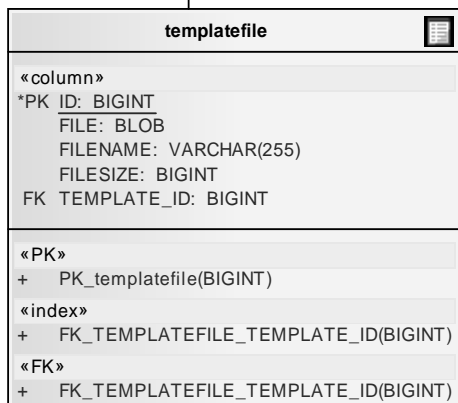 templatefile
«column»
*PK ID: BIGINT
FILE: BLOB
FILENAME: VARCHAR(255)
FILESIZE: BIGINT
FK TEMPLATE_ID: BIGINT
«PK»
+ PK_templatefile(BIGINT)
«index»
+ FK_TEMPLATEFILE_TEMPLATE_ID(BIGINT)
«FK»
+ FK_TEMPLATEFILE_TEMPLATE_ID(BIGINT)